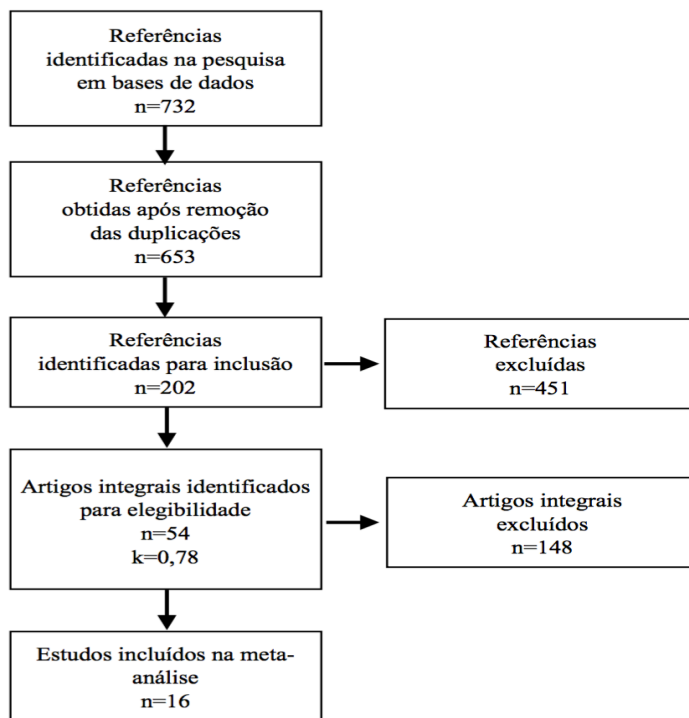 Referências
identificadas na pesquisa
em bases de dados
n=732
Referências
obtidas após remoção
das duplicações
n=653
Referências
identificadas para inclusão
n=202
Referências
excluídas
n=451
Artigos integrais identificados
para elegibilidade
n=54
k=0,78
Artigos integrais
excluídos
n=148
Estudos incluídos na meta-
análise
n=16